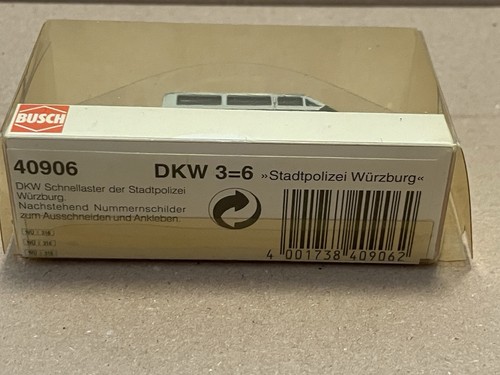 BUSCH
40906
DKW 3=6 »Stadtpolizei Würzburg«
DKW Schnellaster der Stadtpolizei
Würzburg.
Nachstehend Nummernschilder
zum Ausschneiden und Ankleben.
4 001738 409062